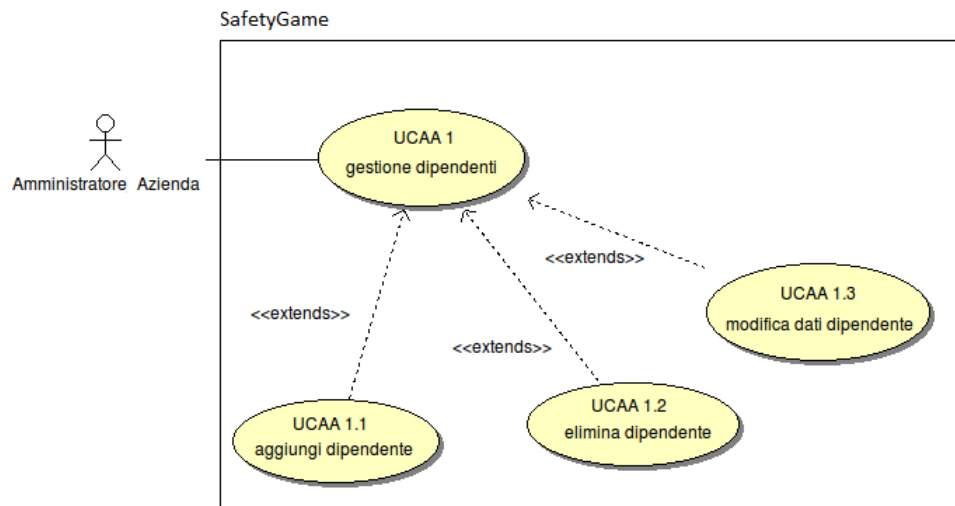 SafetyGame
UCAA 1
gestione dipendenti
Amministratore Azienda
<<extends>>
UCAA 1.3
modifica dati dipendente
<<extends>>
<<extends>>
UCAA 1.2
elimina dipendente
UCAA 1.1
aggiungi dipendente